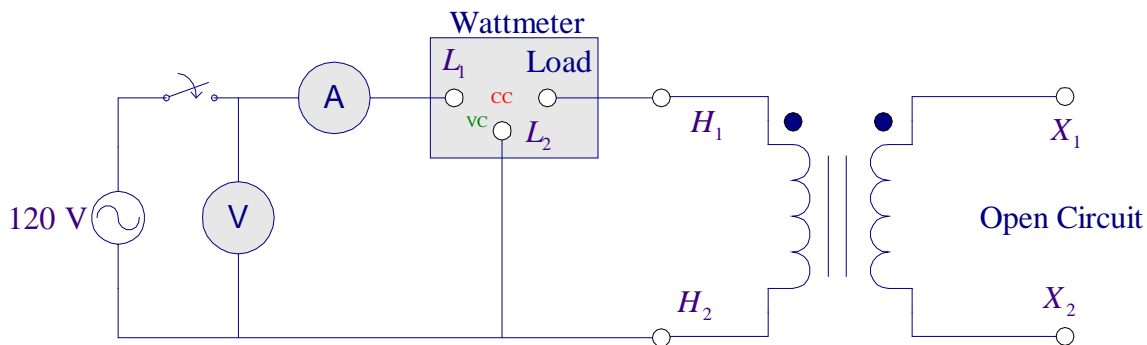 Wattmeter
L₁ Load
A
CC
VC
L₂
H₁
X₁
120 V
V
Open Circuit
H₂
X₂